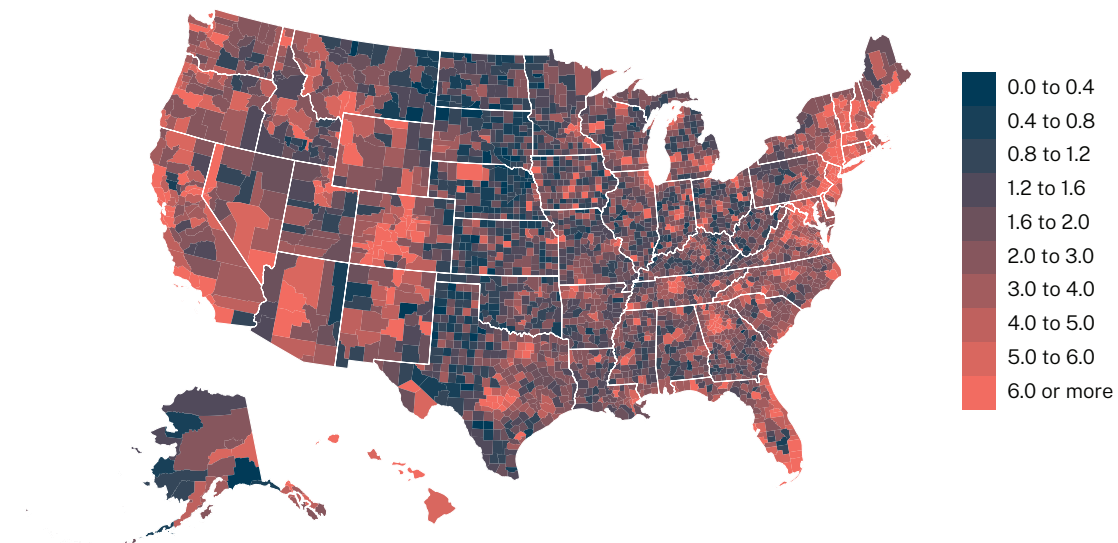 0.0 to 0.4
0.4 to 0.8
0.8 to 1.2
1.2 to 1.6
1.6 to 2.0
2.0 to 3.0
3.0 to 4.0
4.0 to 5.0
5.0 to 6.0
6.0 or more